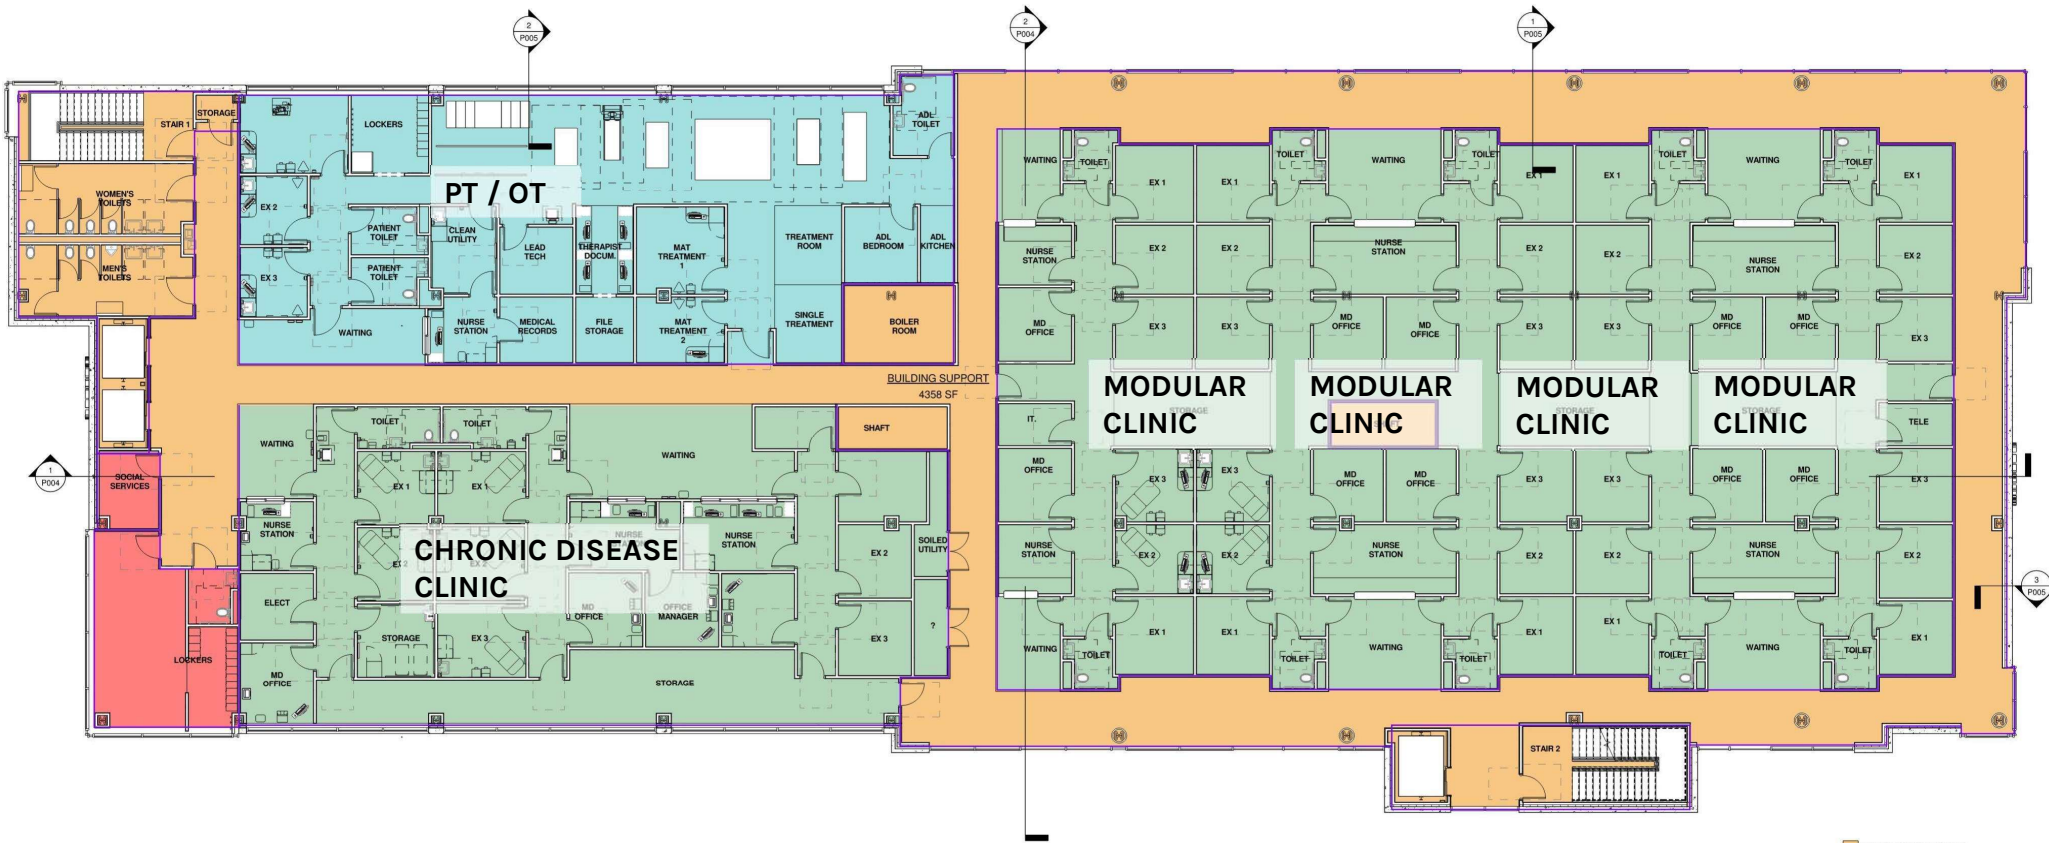 2
P005
2
P004
1
P005
STAIR 1
STORAGE
LOCKERS
ADL
TOILET
WOMEN'S
TOILETS
MEN'S
TOILETS
EX 2
EX 3
PATIENT
TOILET
PATIENT
TOILET
WAITING
PT / OT
CLEAN
UTILITY
LEAD
TECH
THERAPIST
DOCUM.
MAT
TREATMENT
1
TREATMENT
ROOM
ADL
BEDROOM
ADL
KITCHEN
NURSE
STATION
MEDICAL
RECORDS
FILE
STORAGE
MAT
TREATMENT
2
SINGLE
TREATMENT
BOILER
ROOM
BUILDING SUPPORT
4358 SF
WAITING
TOILET
TOILET
WAITING
TOILET
TOILET
WAITING
TOILET
EX 1
EX 1
EX 1
EX 1
EX 1
NURSE
STATION
EX 2
EX 2
NURSE
STATION
EX 2
EX 2
NURSE
STATION
EX 2
MD
OFFICE
EX 3
EX 3
MD
OFFICE
MD
OFFICE
EX 3
EX 3
MD
OFFICE
MD
OFFICE
EX 3
MODULAR
CLINIC
MODULAR
CLINIC
MODULAR
CLINIC
MODULAR
CLINIC
STORAGE
STORAGE
STORAGE
IT.
TELE
MD
OFFICE
EX 3
EX 3
MD
OFFICE
MD
OFFICE
EX 3
EX 3
MD
OFFICE
MD
OFFICE
EX 3
NURSE
STATION
EX 2
EX 2
NURSE
STATION
EX 2
EX 2
NURSE
STATION
EX 2
EX 1
EX 1
EX 1
EX 1
EX 1
WAITING
TOILET
TOILET
WAITING
TOILET
TOILET
WAITING
TOILET
1
P004
SOCIAL
SERVICES
LOCKERS
WAITING
TOILET
TOILET
WAITING
SHAFT
EX 1
EX 1
NURSE
STATION
CHRONIC DISEASE
CLINIC
EX 2
NURSE
NURSE
STATION
EX 2
SOILED
UTILITY
ELECT
STORAGE
EX 3
MD
OFFICE
OFFICE
MANAGER
EX 3
?
MD
OFFICE
STORAGE
STAIR 2
3
P005